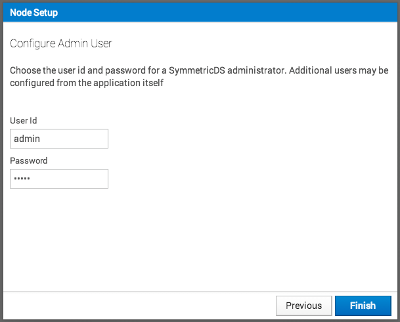 Node Setup
Configure Admin User
Choose the user id and password for a SymmetricDS administrator. Additional users may be
configured from the application itself
User Id
admin
Password
•••••
Previous
Finish